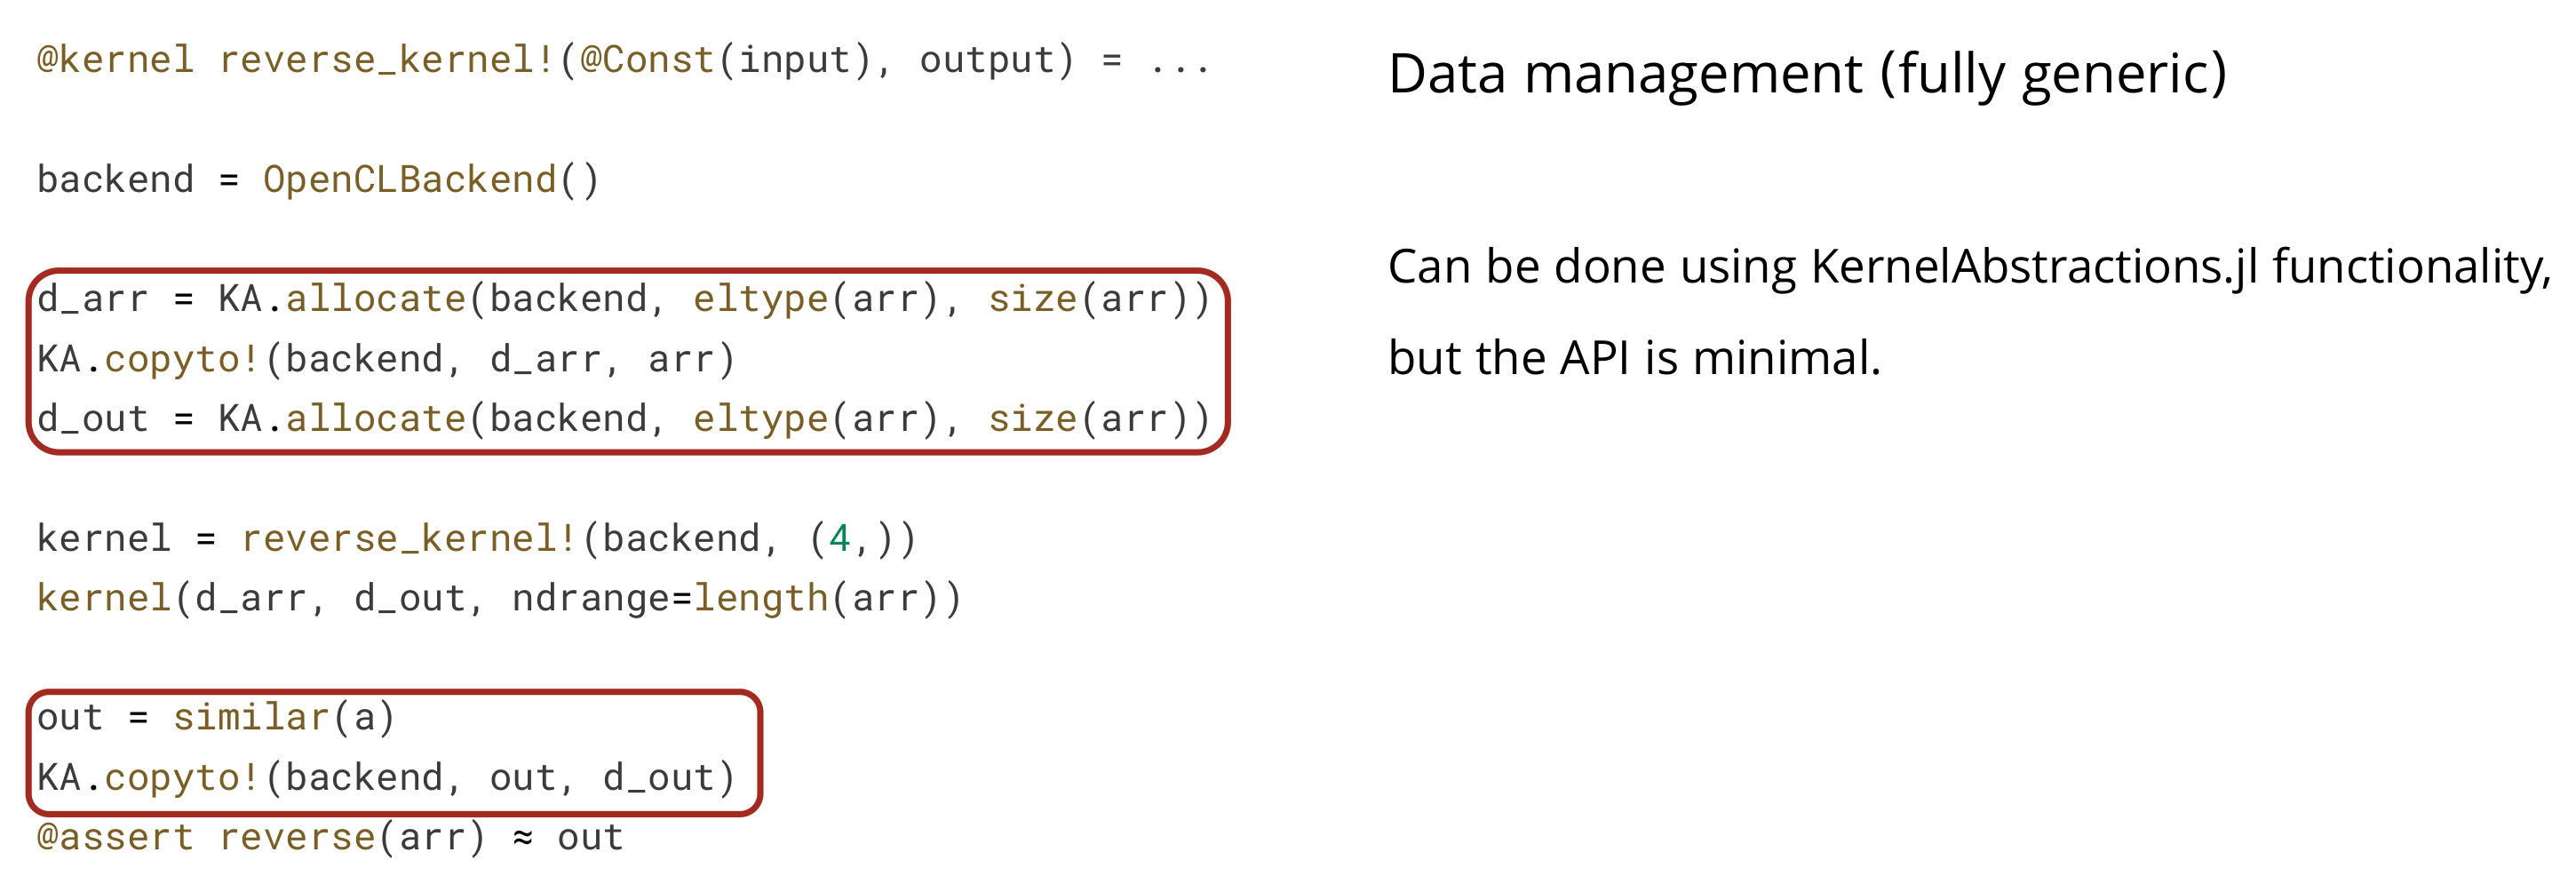 @kernel reverse_kernel!(@Const(input), output) = ...
backend = OpenCLBackend()
d_arr = KA.allocate(backend, eltype(arr), size(arr))
KA.copyto!(backend, d_arr, arr)
d_out = KA.allocate(backend, eltype(arr), size(arr))
kernel = reverse_kernel!(backend, (4,))
kernel(d_arr, d_out, ndrange=length(arr))
out = similar(a)
KA.copyto!(backend, out, d_out)
@assert reverse(arr) ≈ out
Data management (fully generic)
Can be done using KernelAbstractions.jl functionality,
but the API is minimal.